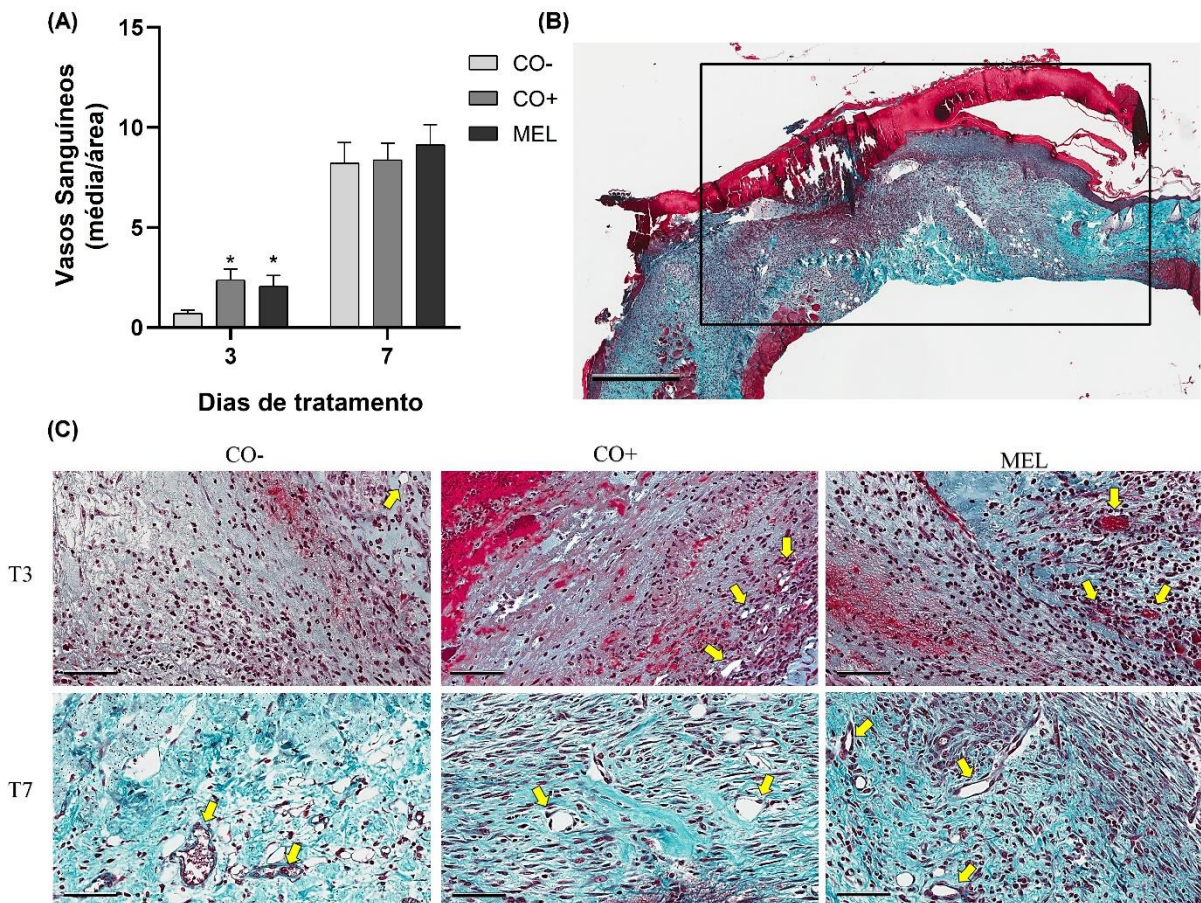 (A)
15
10
5
0
Vasos Sanguíneos
(média/área)
* *
3 7
Dias de tratamento
CO-
CO+
MEL
(B)
(C)
CO- CO+ MEL
T3
T7